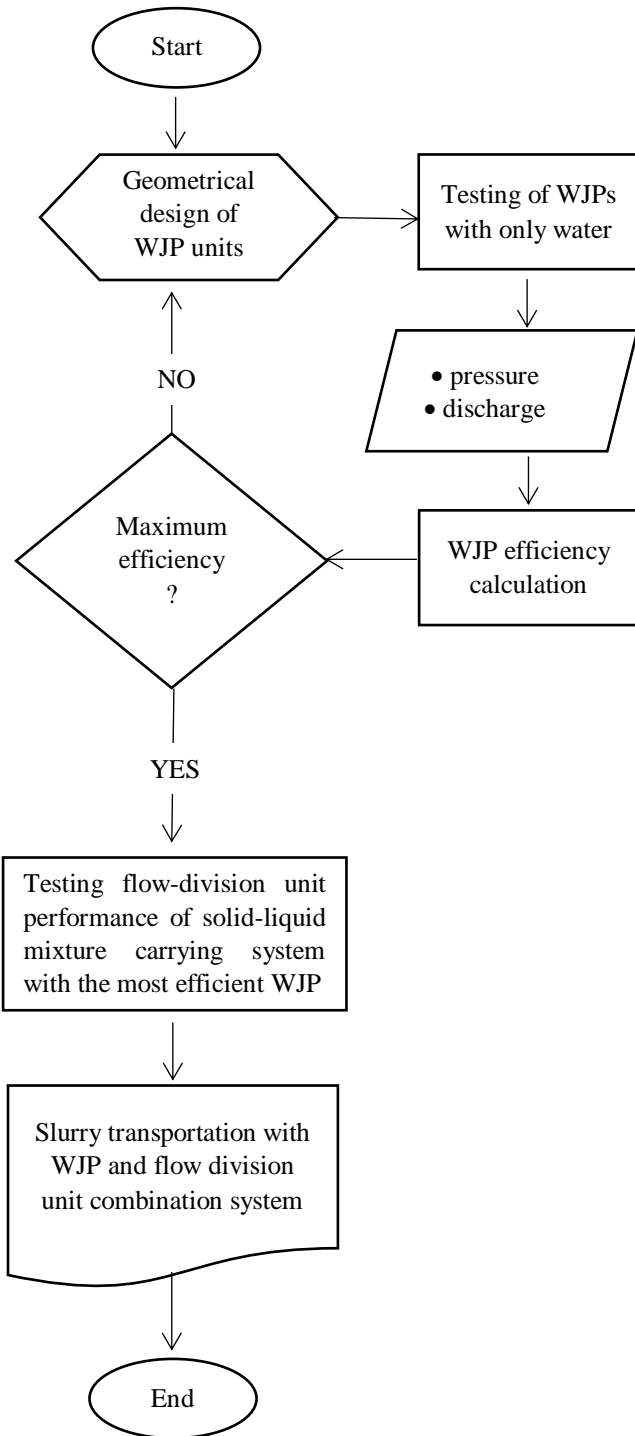 Start
Geometrical
design of
WJP units
Testing of WJPs
with only water
• pressure
• discharge
WJP efficiency
calculation
Maximum
efficiency
?
NO
YES
Testing flow-division unit
performance of solid-liquid
mixture carrying system
with the most efficient WJP
Slurry transportation with
WJP and flow division
unit combination system
End